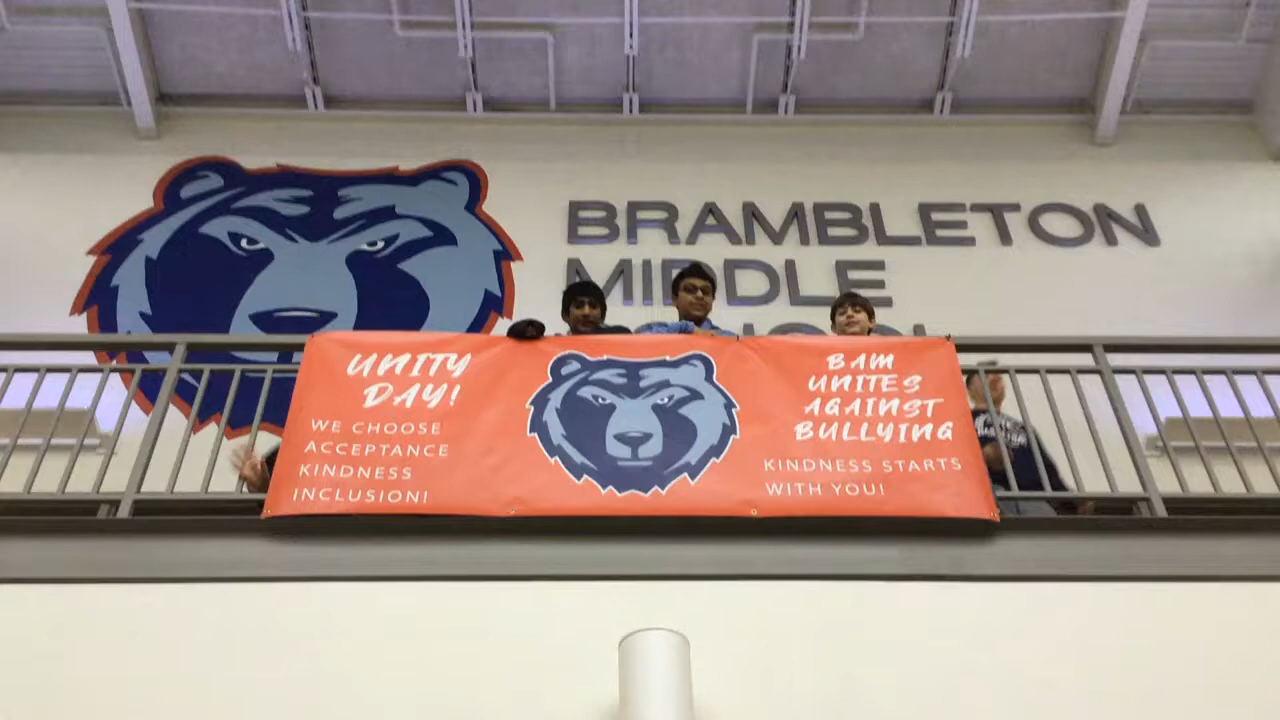 BRAMBLETON
MIDDLE
UNITY
DAY!
WE CHOOSE
ACCEPTANCE
KINDNESS
INCLUSION!
BAM
UNITES
AGAINST
BULLYING
KINDNESS STARTS
WITH YOU!